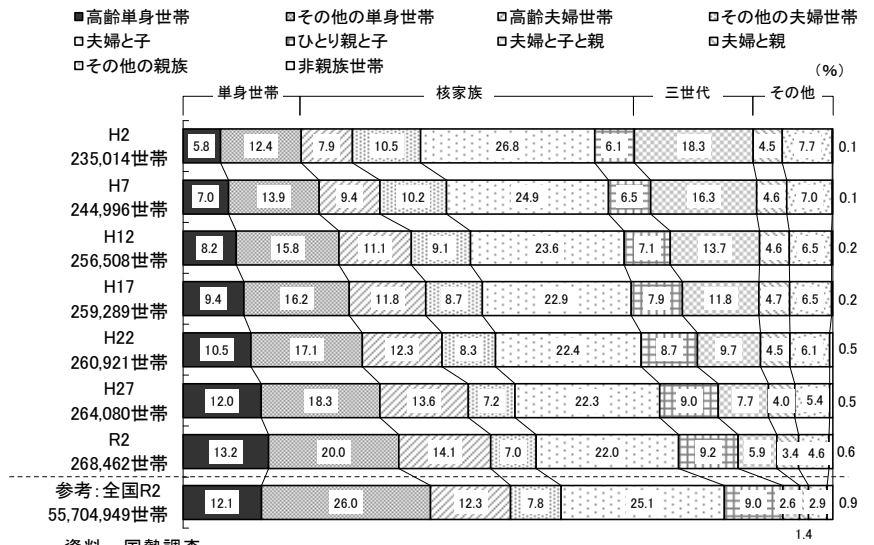 ■高齢単身世帯 □その他の単身世帯 □高齢夫婦世帯 □その他の夫婦世帯
□夫婦と子 □ひとり親と子 □夫婦と子と親 □夫婦と親
□その他の親族 □非親族世帯
(%)
単身世帯 核家族 三世代 その他
H2
235,014世帯
5.8 12.4 7.9 10.5 26.8 6.1 18.3 4.5 7.7 0.1
H7
244,996世帯
7.0 13.9 9.4 10.2 24.9 6.5 16.3 4.6 7.0 0.1
H12
256,508世帯
8.2 15.8 11.1 9.1 23.6 7.1 13.7 4.6 6.5 0.2
H17
259,289世帯
9.4 16.2 11.8 8.7 22.9 7.9 11.8 4.7 6.5 0.2
H22
260,921世帯
10.5 17.1 12.3 8.3 22.4 8.7 9.7 4.5 6.1 0.5
H27
264,080世帯
12.0 18.3 13.6 7.2 22.3 9.0 7.7 4.0 5.4 0.5
R2
268,462世帯
13.2 20.0 14.1 7.0 22.0 9.2 5.9 3.4 4.6 0.6
参考:全国R2
55,704,949世帯
12.1 26.0 12.3 7.8 25.1 9.0 2.6 2.9 0.9
1.4
資料 国勢調査